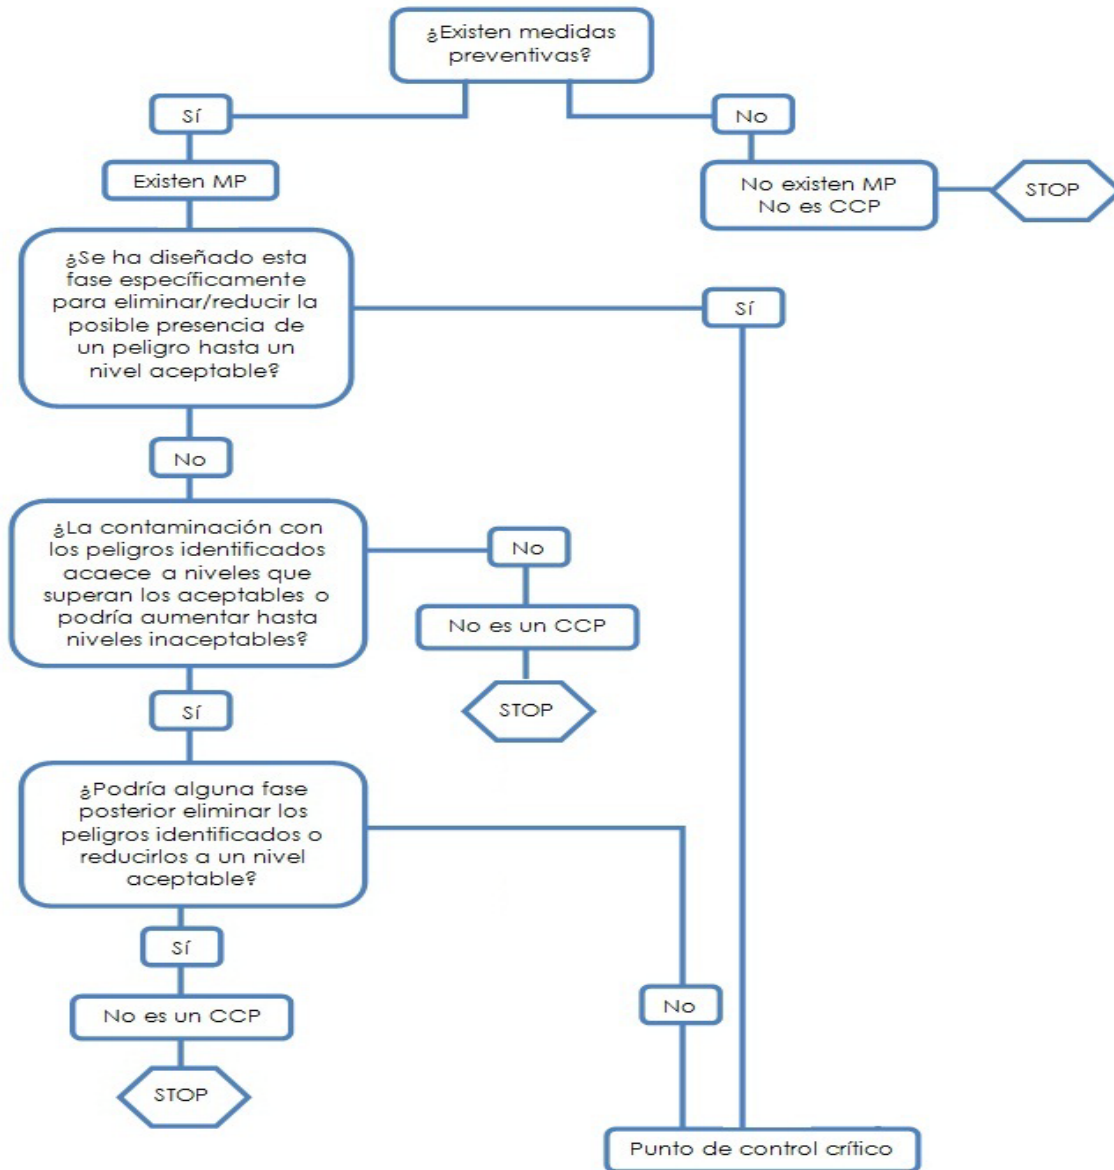 ¿Existen medidas
preventivas?
Sí
No
Existen MP
No existen MP
No es CCP
STOP
¿Se ha diseñado esta
fase específicamente
para eliminar/reducir la
posible presencia de
un peligro hasta un
nivel aceptable?
Sí
No
¿La contaminación con
los peligros identificados
acaece a niveles que
superan los aceptables o
podría aumentar hasta
niveles inaceptables?
No
No es un CCP
STOP
Sí
¿Podría alguna fase
posterior eliminar los
peligros identificados o
reducirlos a un nivel
aceptable?
Sí
No es un CCP
STOP
No
Punto de control crítico